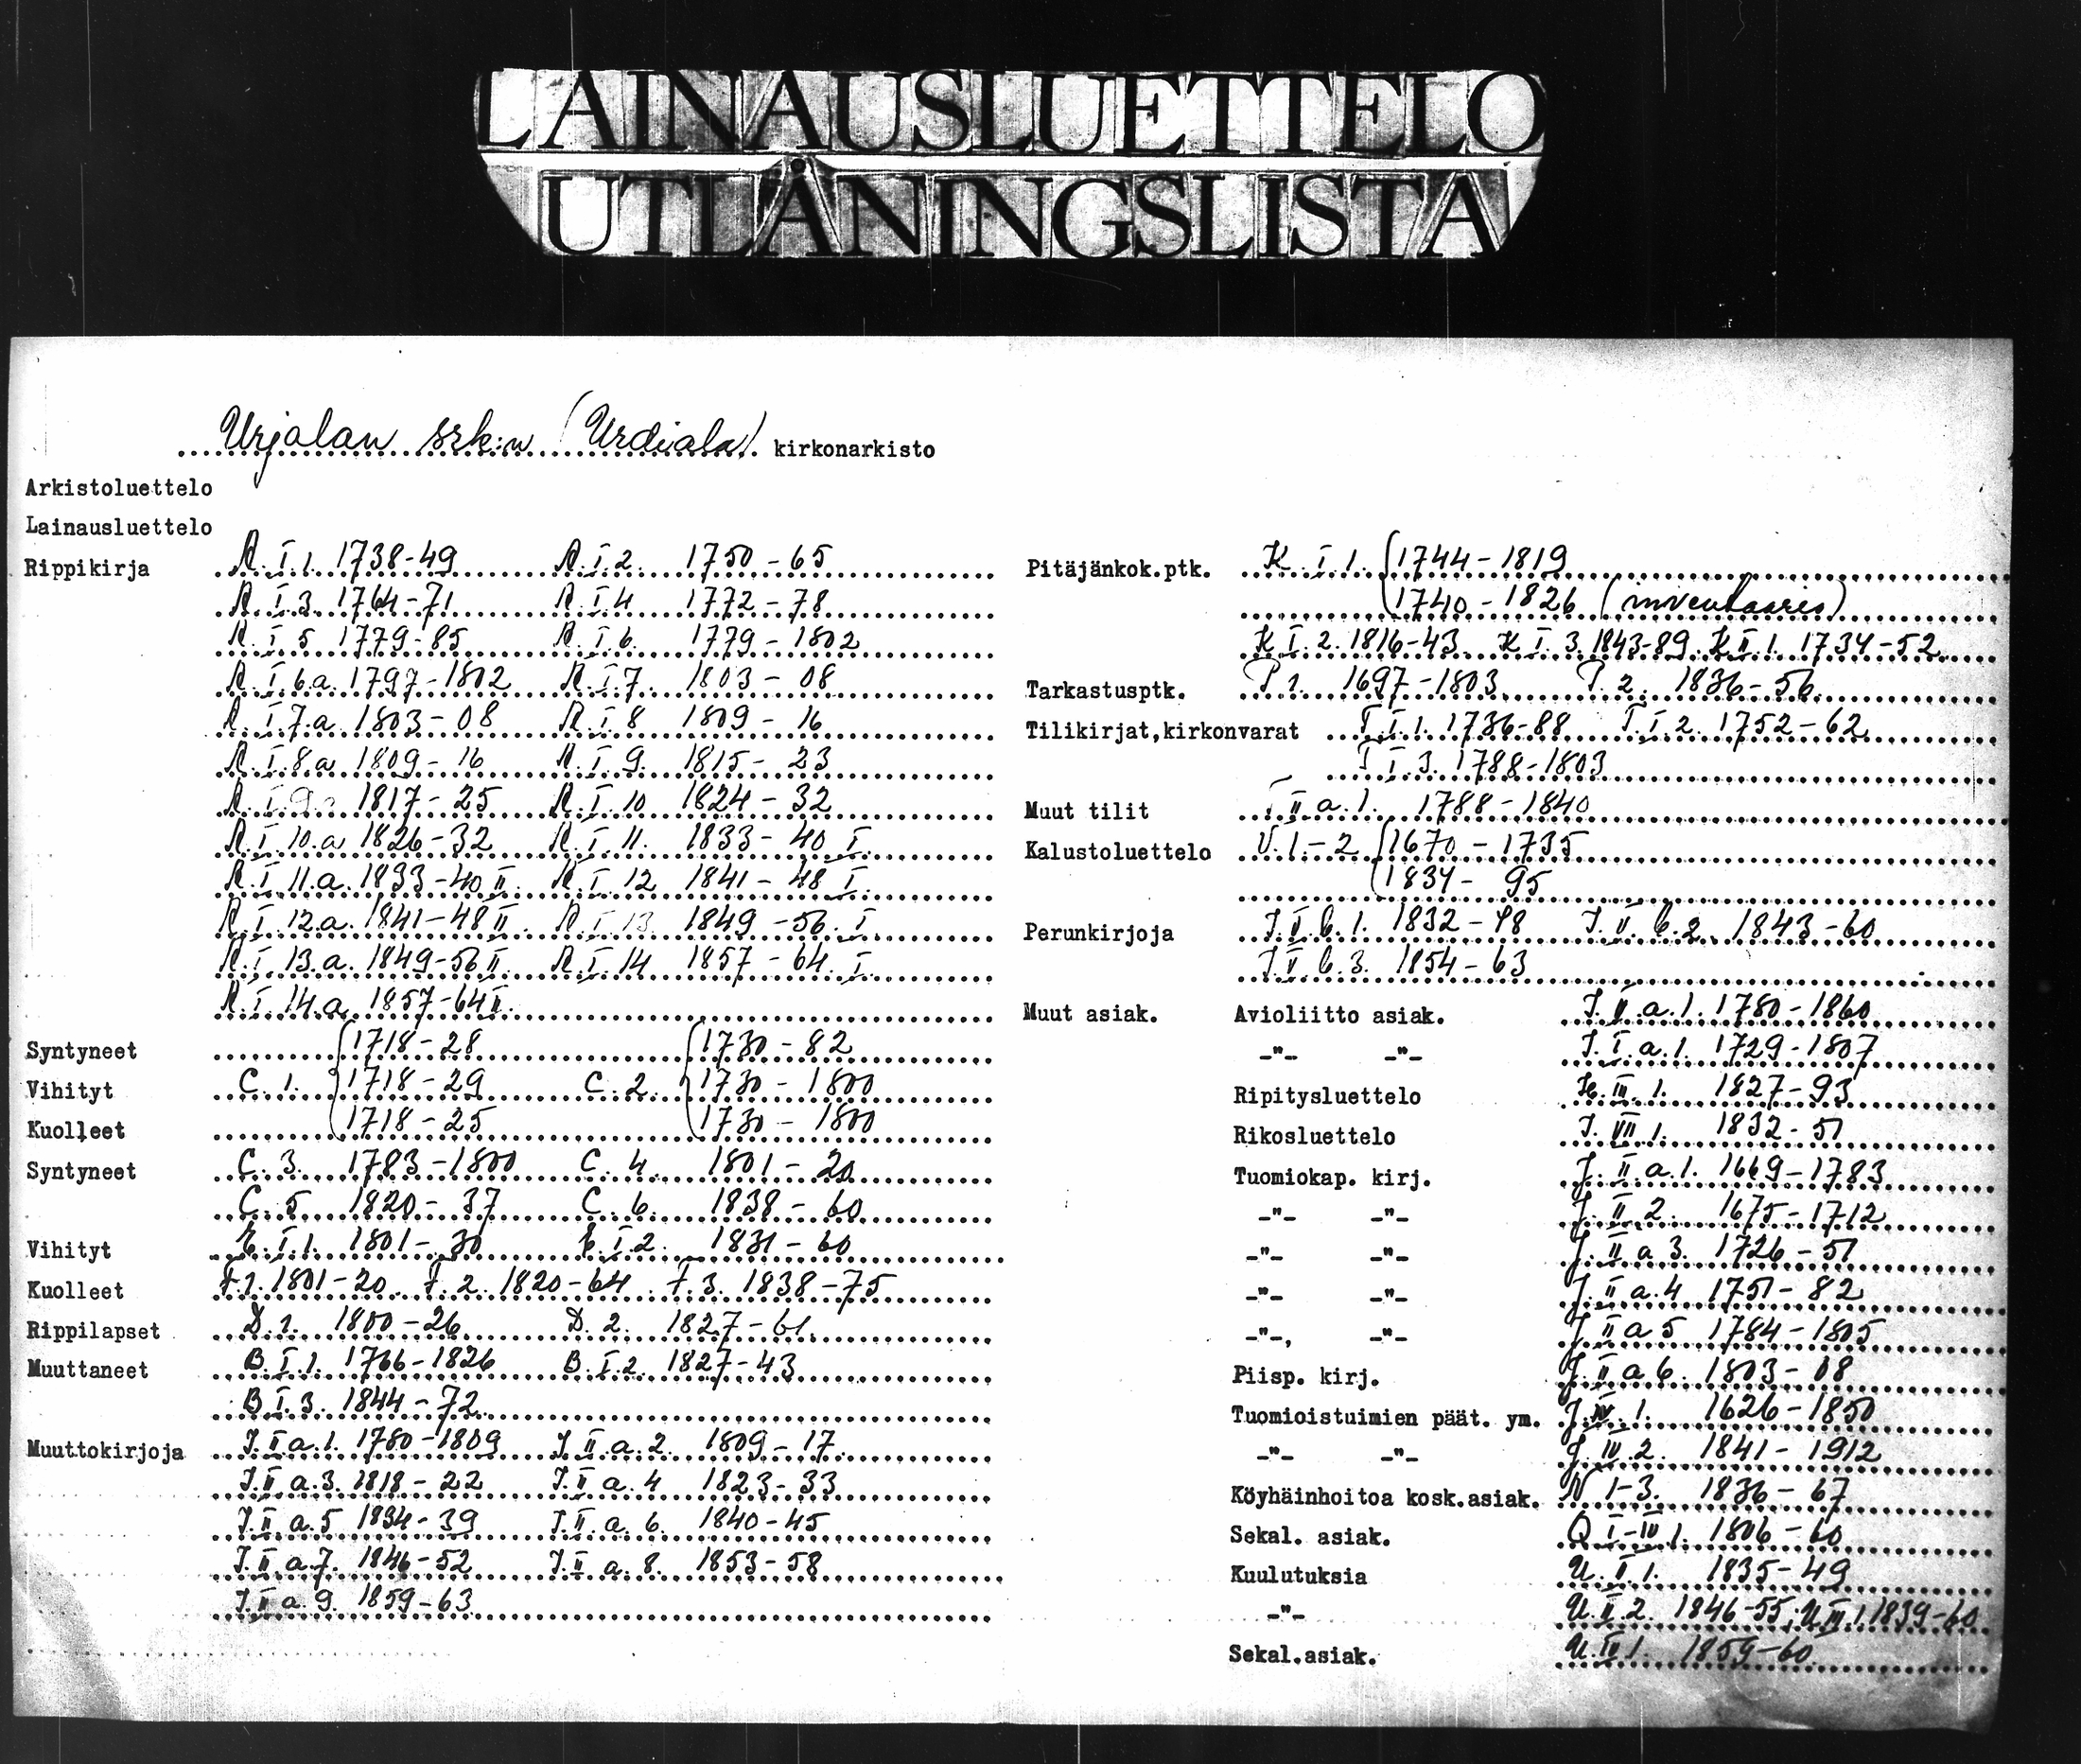 LAINAUSLUETTELO
UTLÅNINGSLISTA
Urjalan srk:n (Urdiala) kirkonarkisto
Arkistoluettelo
Lainausluettelo
Rippikirja A.I.1. 1738-49 A.I.2. 1750-65
A.I.3. 1764-71 A.I.4 1772-78
A.I.5 1779-85 A.I.6. 1779-1802
A.I.6.a. 1797-1802 A.I.7. 1803-08
A.I.7.a. 1803-08 A.I.8 1809-16
A.I.8a 1809-16 A.I.9. 1815-23
A.I.9a 1817-25 A.I.10 1824-32
A.I.10.a 1826-32 A.I.11. 1833-40 I.
A.I.11.a. 1833-40 II. A.I.12 1841-48 I.
A.I.12a. 1841-48 II. A.I.13. 1849-56 I.
A.I.13.a. 1849-56 II. A.I.14 1857-64. I.
A.I.14.a 1857-64 II.
Syntyneet 1718-28 1730-82
Vihityt C.1. 1718-29 C.2. 1730-1800
Kuolleet 1718-25 1730-1800
Syntyneet C.3. 1783-1800 C.4. 1801-20
C.5 1820-37 C.6. 1838-60
Vihityt E.I.1. 1801-30 E.I.2. 1831-60
Kuolleet F.1. 1801-20 F.2. 1820-64 F.3. 1838-75
Rippilapset D.1. 1800-26 D.2. 1827-61.
Muuttaneet B.I.1. 1766-1826 B.I.2. 1827-43
B.I.3. 1844-72
Muuttokirjoja J.II a.1. 1780-1809 J.II.a.2. 1809-17
J.II a.3. 1818-22 J.II a.4 1823-33
J.II a.5 1834-39 J.II a.6. 1840-45
J.II a.7. 1846-52 J.II a.8. 1853-58
J.II a.9. 1859-63
Pitäjänkok.ptk. K.I.1. 1744-1819
1740-1826 (inventaario)
K.I.2. 1816-43 K.I.3. 1843-89 K.II.1. 1734-52
Tarkastusptk. P.1. 1697-1803 P.2. 1836-56
Tilikirjat,kirkonvarat T.I.1. 1736-88 T.I.2. 1752-62
T.I.3. 1788-1803
Muut tilit T.II a.1. 1788-1840
Kalustoluettelo V.1-2 1670-1735
1834-95
Perunkirjoja J.V.b.1. 1832-48 J.V.b.2. 1843-60
J.V.b.3. 1854-63
Muut asiak. Avioliitto asiak. J.V.a.1. 1780-1860
-"- -"- J.I.a.1. 1729-1807
Ripitysluettelo H.III.1. 1827-93
Rikosluettelo J.VII 1. 1832-51
Tuomiokap. kirj. J.II.a.1. 1669-1783
-"- -"- J.II 2. 1675-1712
-"- -"- J.II a 3. 1726-51
-"- -"- J.II a.4 1751-82
-"-, -"- J II a 5 1784-1805
Piisp. kirj. J.II a 6. 1803-08
Tuomioistuimien päät. ym. J.IV.1. 1626-1850
-"- -"- J.IV.2. 1841-1912
Köyhäinhoitoa kosk.asiak. N 1-3. 1836-67
Sekal. asiak. Q I-IV 1. 1806-60
Kuulutuksia U.I.1. 1835-49
-"- U.II.2. 1846-55; U.III.1. 1839-60
Sekal.asiak. U.IV 1. 1859-60